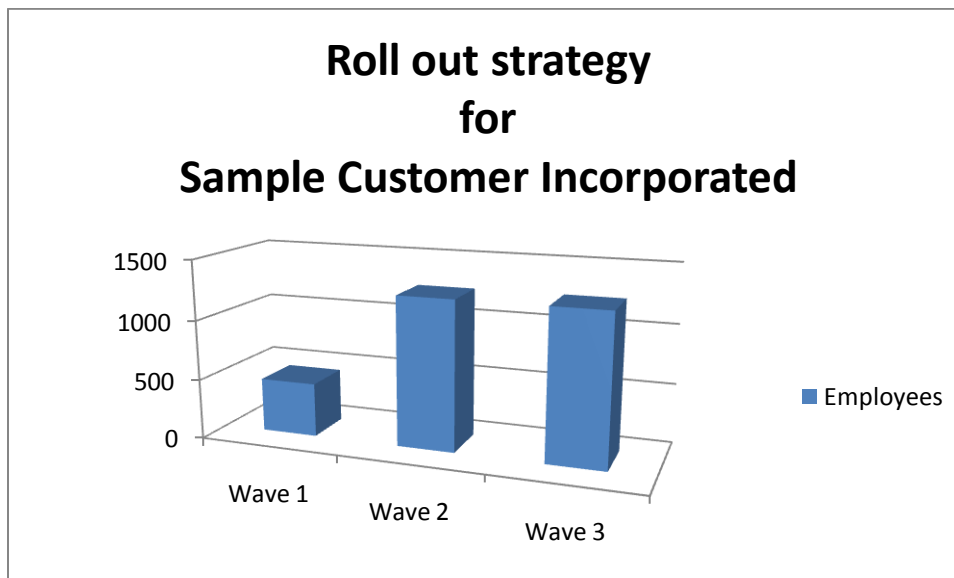 Roll out strategy
for
Sample Customer Incorporated
1500
1000
500
0
Wave 1
Wave 2
Wave 3
Employees